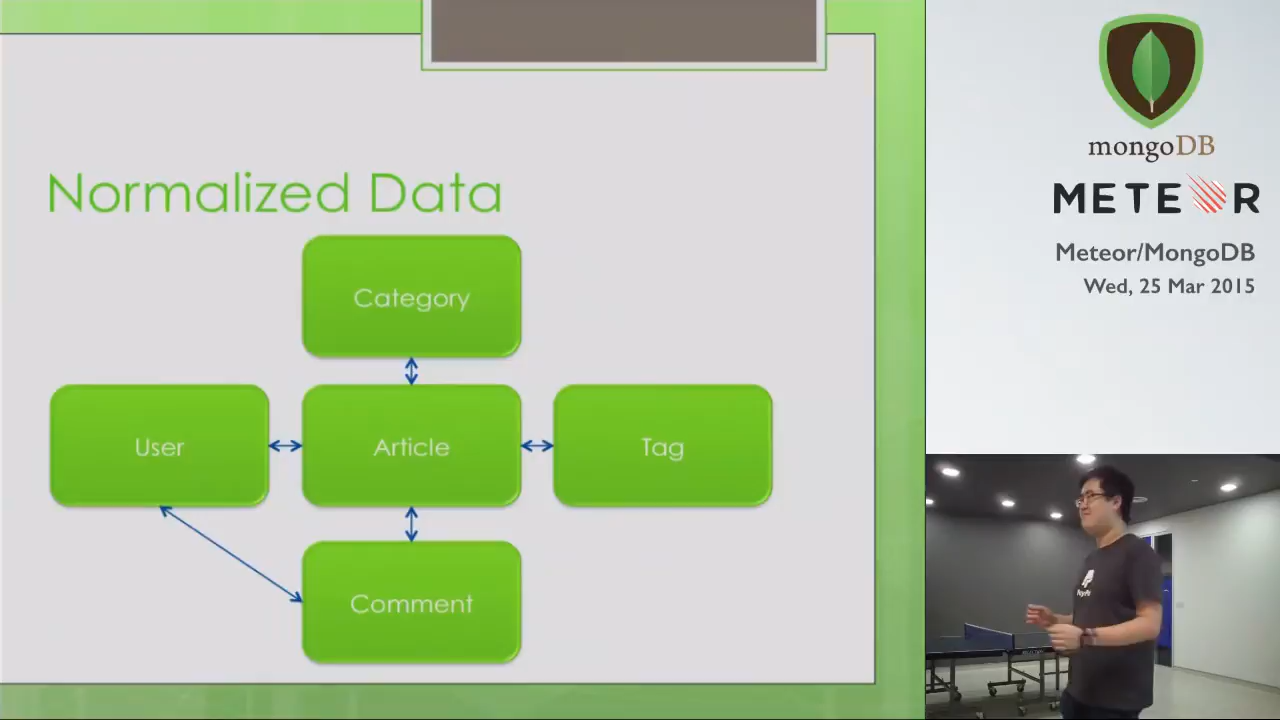 Normalized Data
Category
User
Article
Tag
Comment
mongoDB
METEOR
Meteor/MongoDB
Wed, 25 Mar 2015